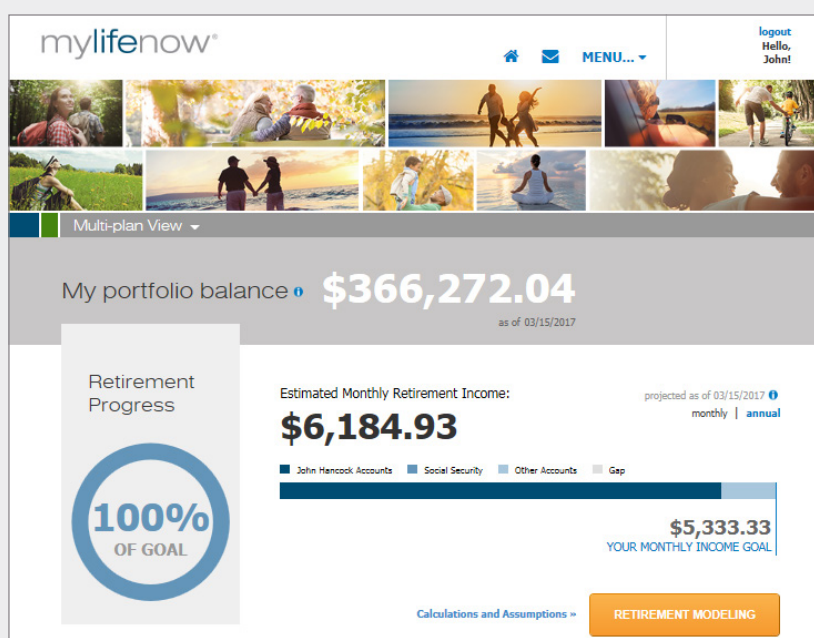 mylifenow®
MENU...
logout
Hello,
John!
Multi-plan View
My portfolio balance
$366,272.04
as of 03/15/2017
Retirement
Progress
100%
OF GOAL
Estimated Monthly Retirement Income:
$6,184.93
projected as of 03/15/2017
monthly | annual
John Hancock Accounts Social Security Other Accounts Gap
$5,333.33
YOUR MONTHLY INCOME GOAL
Calculations and Assumptions »
RETIREMENT MODELING